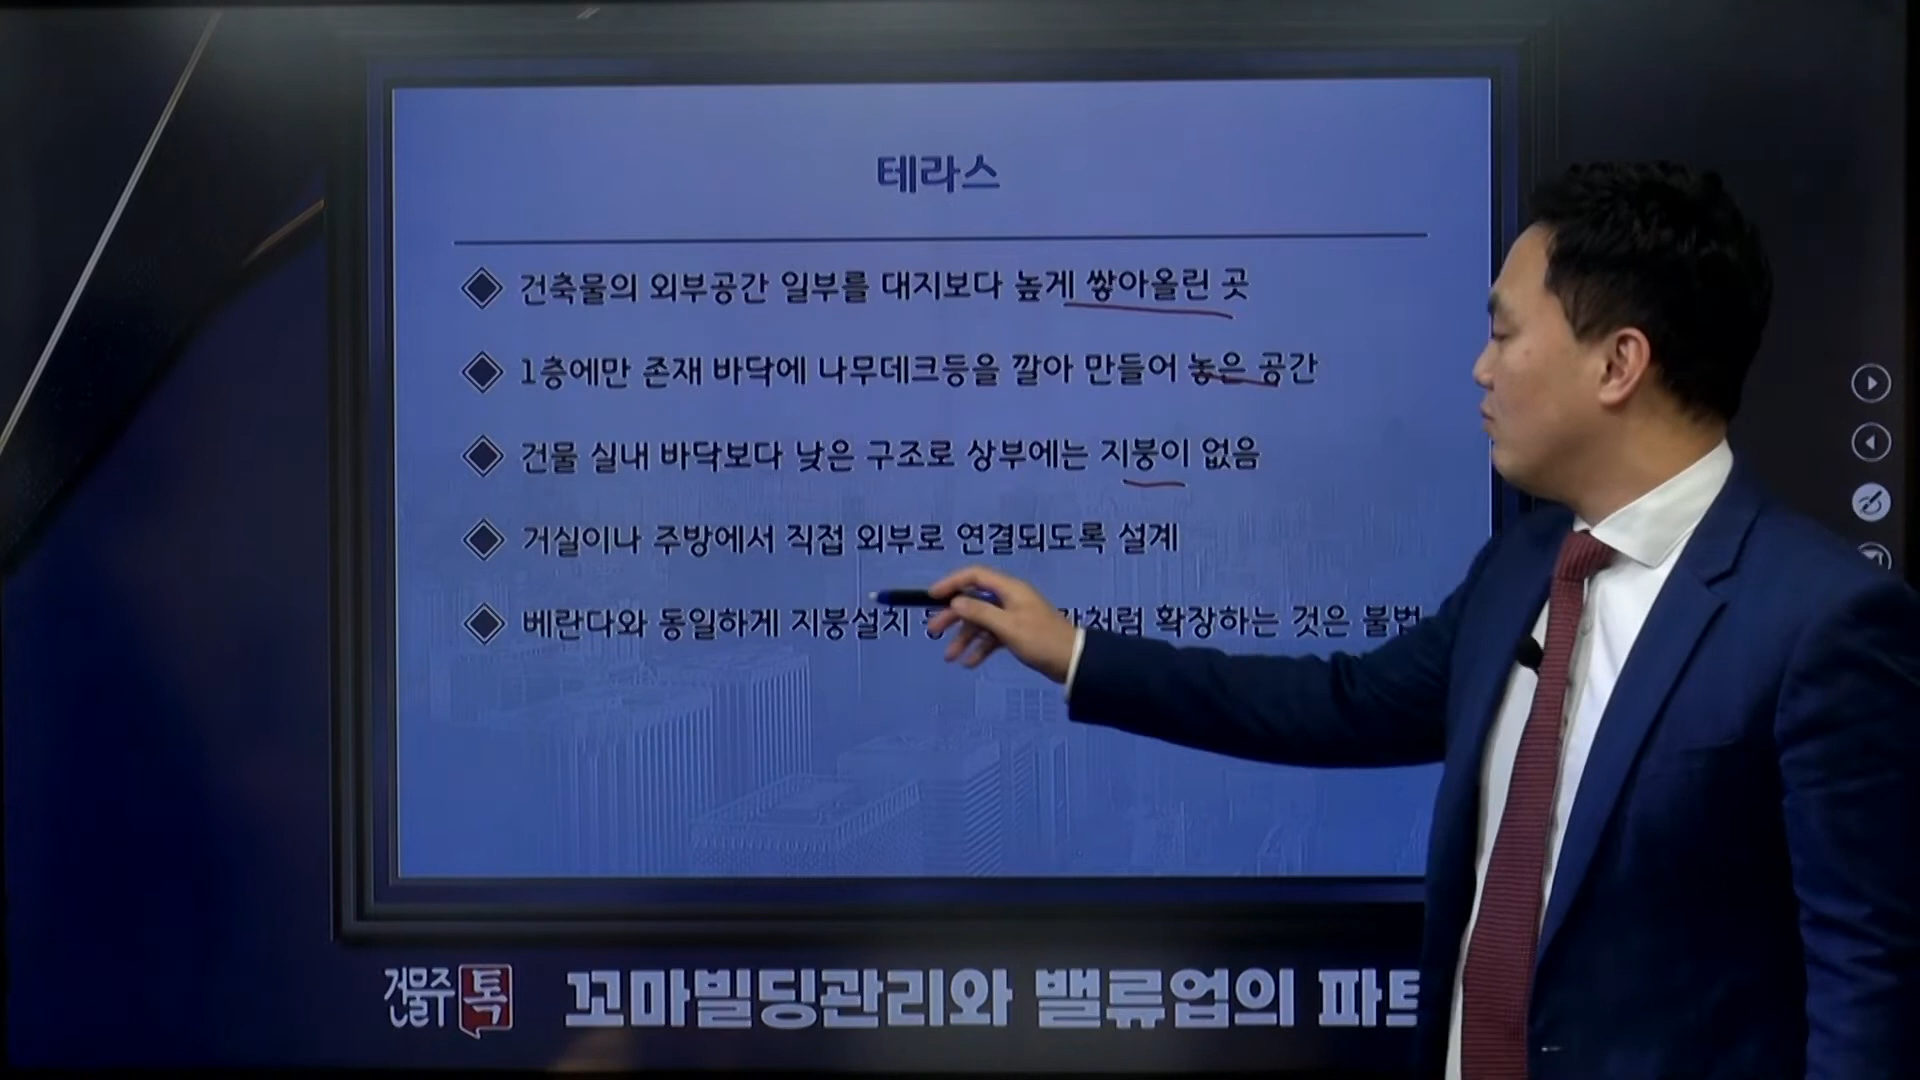 테라스
건축물의 외부공간 일부를 대지보다 높게 쌓아올린 곳
1층에만 존재 바닥에 나무데크등을 깔아 만들어 놓은 공간
건물 실내 바닥보다 낮은 구조로 상부에는 지붕이 없음
거실이나 주방에서 직접 외부로 연결되도록 설계
베란다와 동일하게 지붕설치 확장하는 것은 불법
건물주 톡
꼬마빌딩관리와 밸류업의